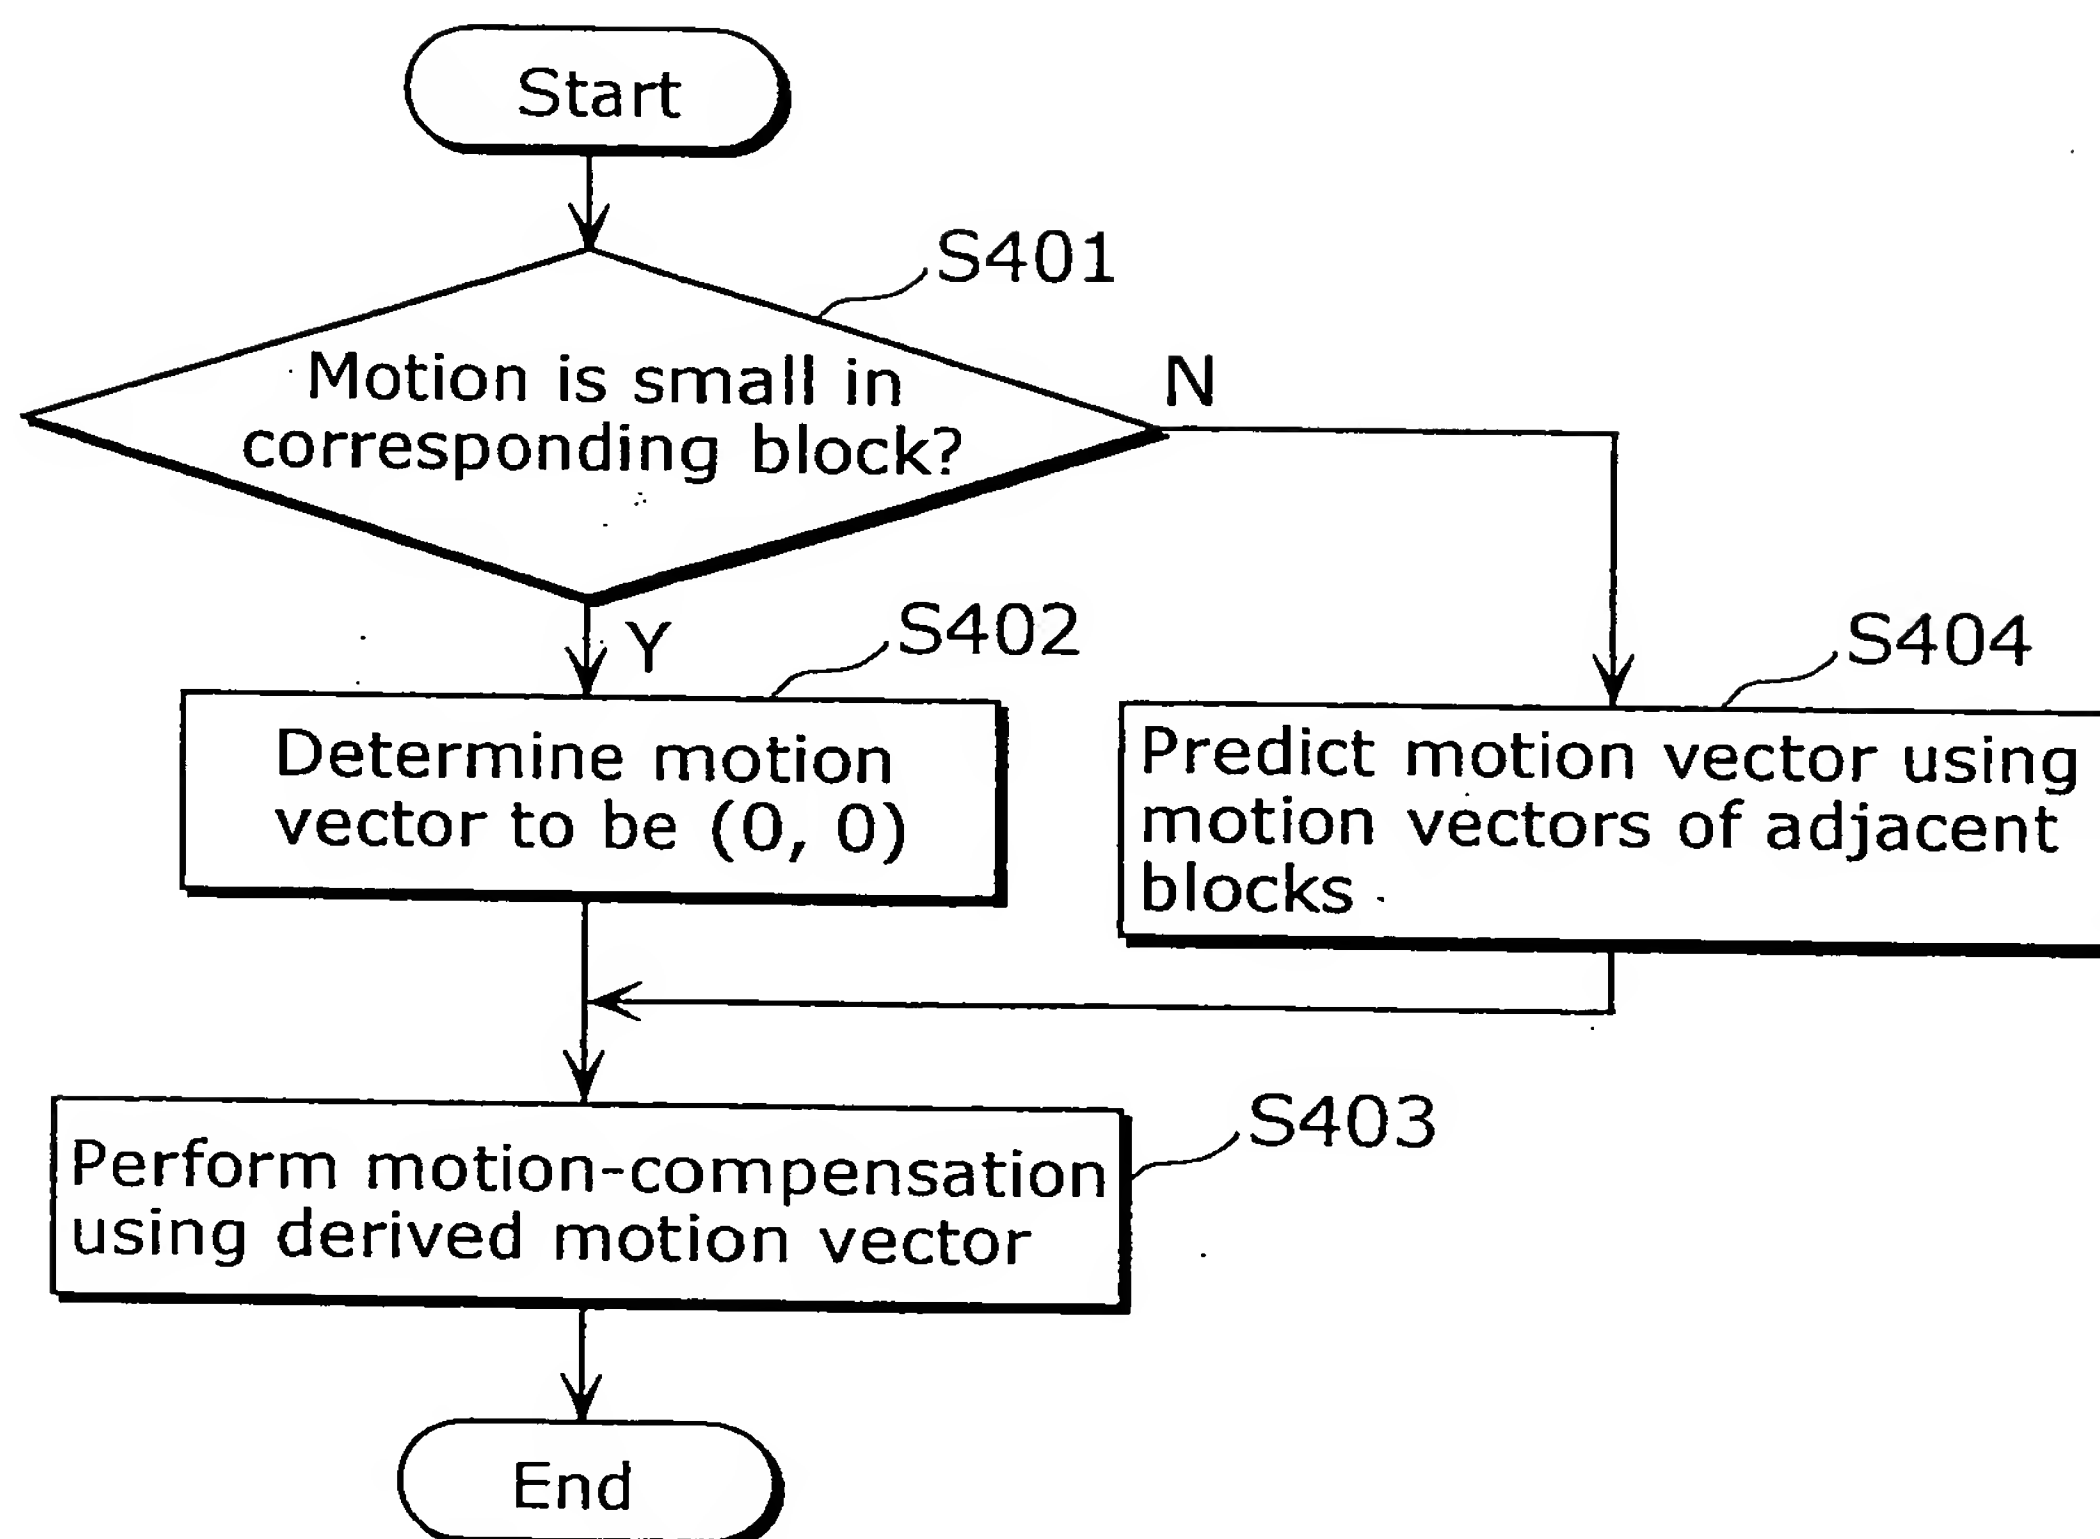 Start
S401
Motion is small in
corresponding block?
N
Y
S402
Determine motion
vector to be (0, 0)
S404
Predict motion vector using
motion vectors of adjacent
blocks
S403
Perform motion-compensation
using derived motion vector
End